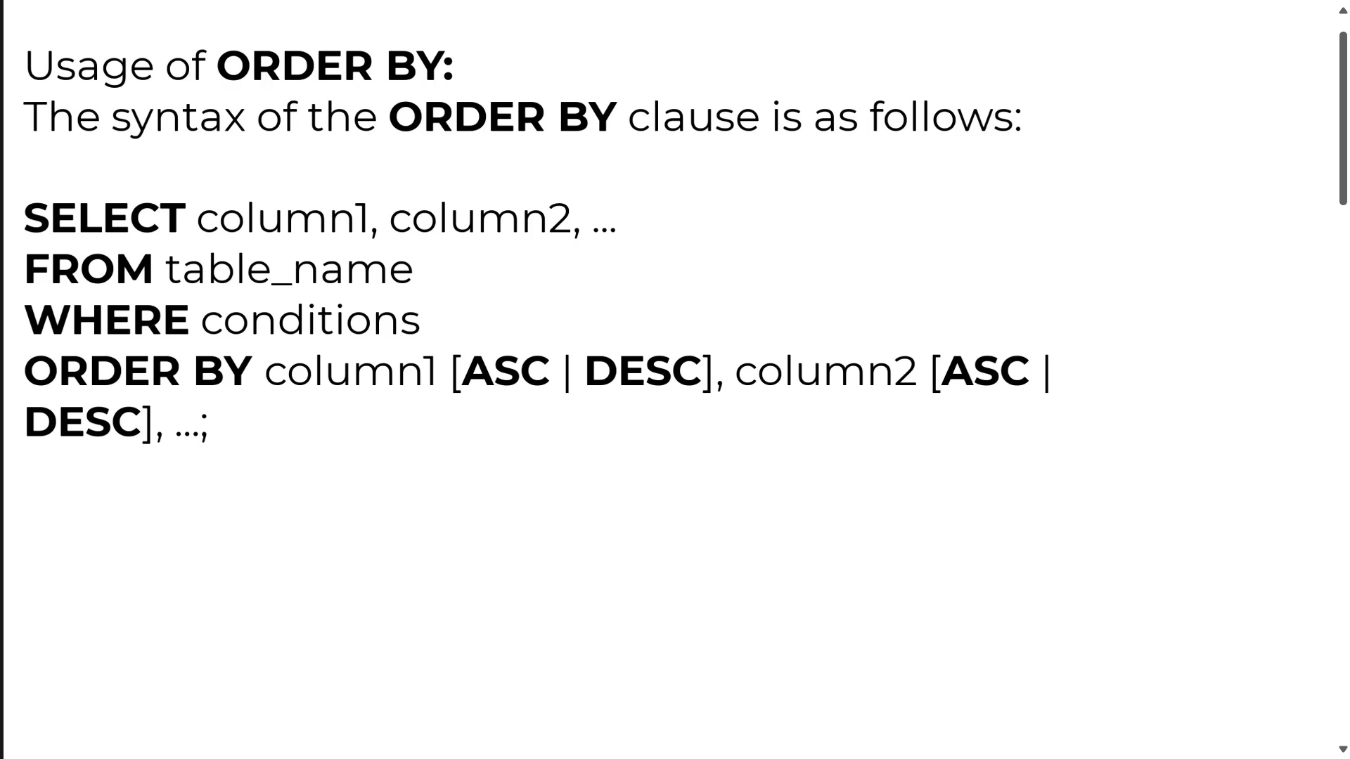 Usage of ORDER BY:
The syntax of the ORDER BY clause is as follows:
SELECT column1, column2, ...
FROM table_name
WHERE conditions
ORDER BY column1 [ASC | DESC], column2 [ASC |
DESC], ...;